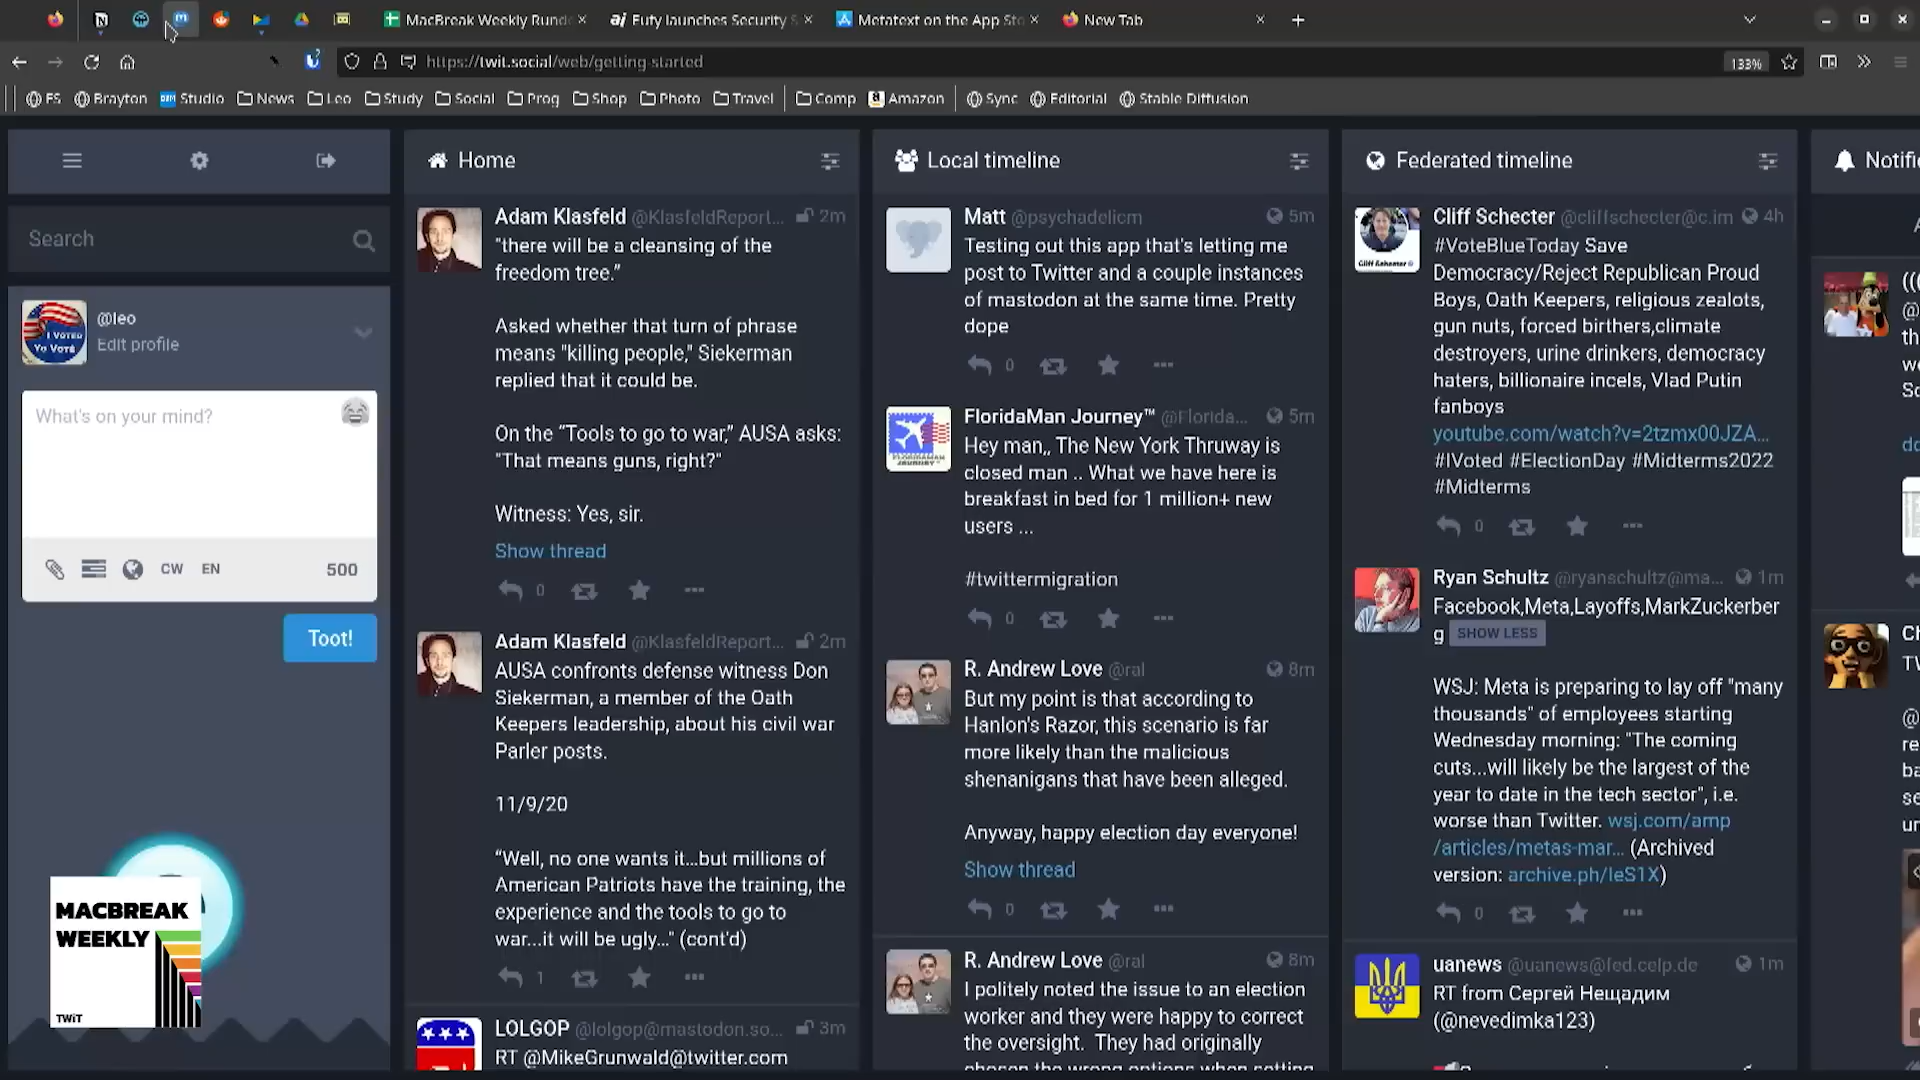 MacBreak Weekly Rund
Eufy launches Security S
Metatext on the App Sto
New Tab
https://twit.social/web/getting-started
133%
FS
Brayton
Studio
News
Leo
Study
Social
Prog
Shop
Photo
Travel
Comp
Amazon
Sync
Editorial
Stable Diffusion
Search
@leo
Edit profile
I VOTED
Yo Voté
What's on your mind?
CW
EN
500
Toot!
MACBREAK
WEEKLY
TWiT
Home
Adam Klasfeld @KlasfeldReport... 2m
"there will be a cleansing of the
freedom tree."
Asked whether that turn of phrase
means "killing people," Siekerman
replied that it could be.
On the "Tools to go to war," AUSA asks:
"That means guns, right?"
Witness: Yes, sir.
Show thread
0
Adam Klasfeld @KlasfeldReport... 2m
AUSA confronts defense witness Don
Siekerman, a member of the Oath
Keepers leadership, about his civil war
Parler posts.
11/9/20
“Well, no one wants it...but millions of
American Patriots have the training, the
experience and the tools to go to
war...it will be ugly..." (cont'd)
1
LOLGOP @lolgop@mastodon.so... 3m
RT @MikeGrunwald@twitter.com
Local timeline
Matt @psychadelicm 5m
Testing out this app that's letting me
post to Twitter and a couple instances
of mastodon at the same time. Pretty
dope
0
FloridaMan Journey™ @Florida... 5m
Hey man,, The New York Thruway is
closed man .. What we have here is
breakfast in bed for 1 million+ new
users ...
#twittermigration
0
R. Andrew Love @ral 8m
But my point is that according to
Hanlon's Razor, this scenario is far
more likely than the malicious
shenanigans that have been alleged.
Anyway, happy election day everyone!
Show thread
0
R. Andrew Love @ral 8m
I politely noted the issue to an election
worker and they were happy to correct
the oversight. They had originally
chosen the wrong options when setting
Federated timeline
Cliff Schecter @cliffschecter@c.im 4h
Cliff Schecter
#VoteBlueToday Save
Democracy/Reject Republican Proud
Boys, Oath Keepers, religious zealots,
gun nuts, forced birthers,climate
destroyers, urine drinkers, democracy
haters, billionaire incels, Vlad Putin
fanboys
youtube.com/watch?v=2tzmx00JZA...
#IVoted #ElectionDay #Midterms2022
#Midterms
0
Ryan Schultz @ryanschultz@ma... 1m
Facebook,Meta,Layoffs,MarkZuckerber
g SHOW LESS
WSJ: Meta is preparing to lay off "many
thousands" of employees starting
Wednesday morning: "The coming
cuts...will likely be the largest of the
year to date in the tech sector", i.e.
worse than Twitter. wsj.com/amp
/articles/metas-mar... (Archived
version: archive.ph/leS1X)
0
uanews @uanews@fed.celp.de 1m
RT from Сергей Нещадим
(@nevedimka123)
Notific